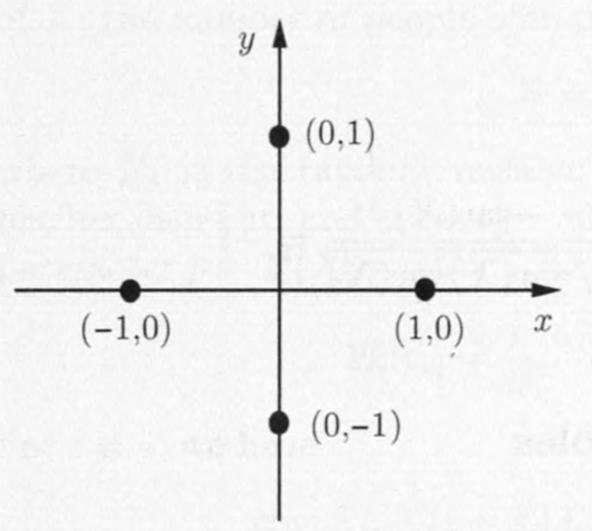 y
(0,1)
(-1,0)
(1,0)
x
(0,-1)